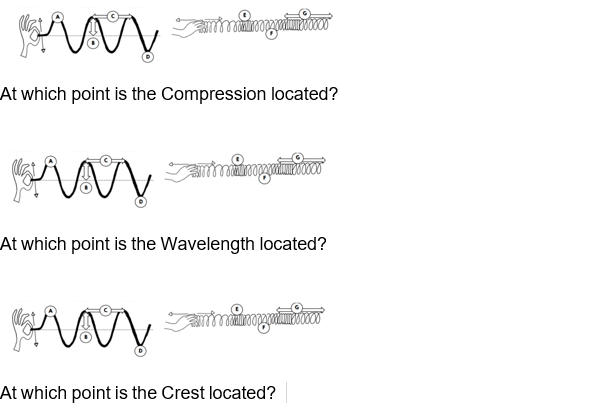 A C B D E F G
At which point is the Compression located?
A C B D E F G
At which point is the Wavelength located?
A C B D E F G
At which point is the Crest located?